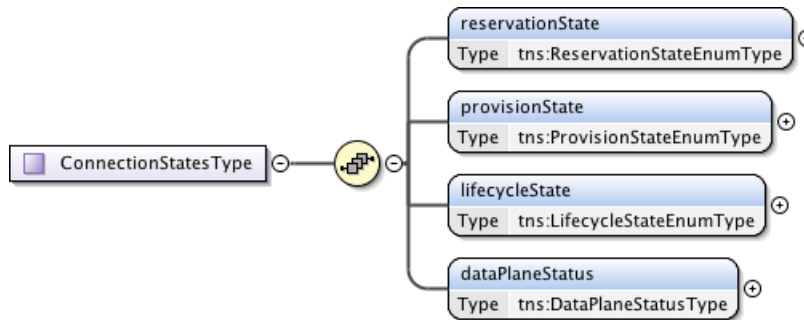 reservationState
Type tns:ReservationStateEnumType
provisionState
Type tns:ProvisionStateEnumType
ConnectionStatesType
lifecycleState
Type tns:LifecycleStateEnumType
dataPlaneStatus
Type tns:DataPlaneStatusType